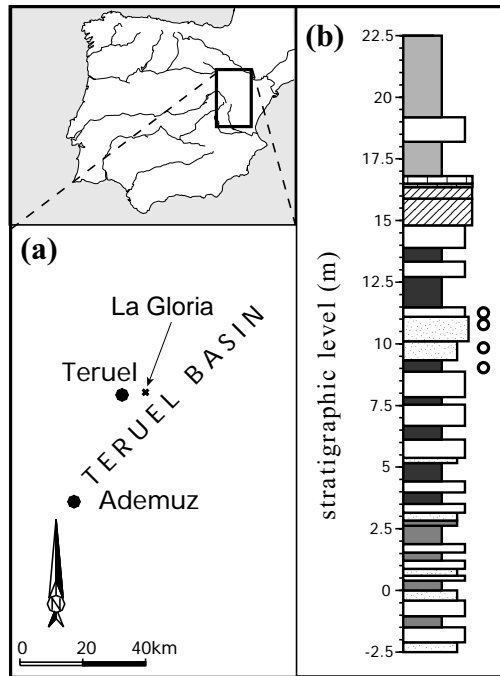 (a)
La Gloria
Teruel
TERUEL BASIN
Ademuz
N
0 20 40km
(b)
22.5
20
17.5
15
12.5
10
7.5
5
2.5
0
-2.5
stratigraphic level (m)